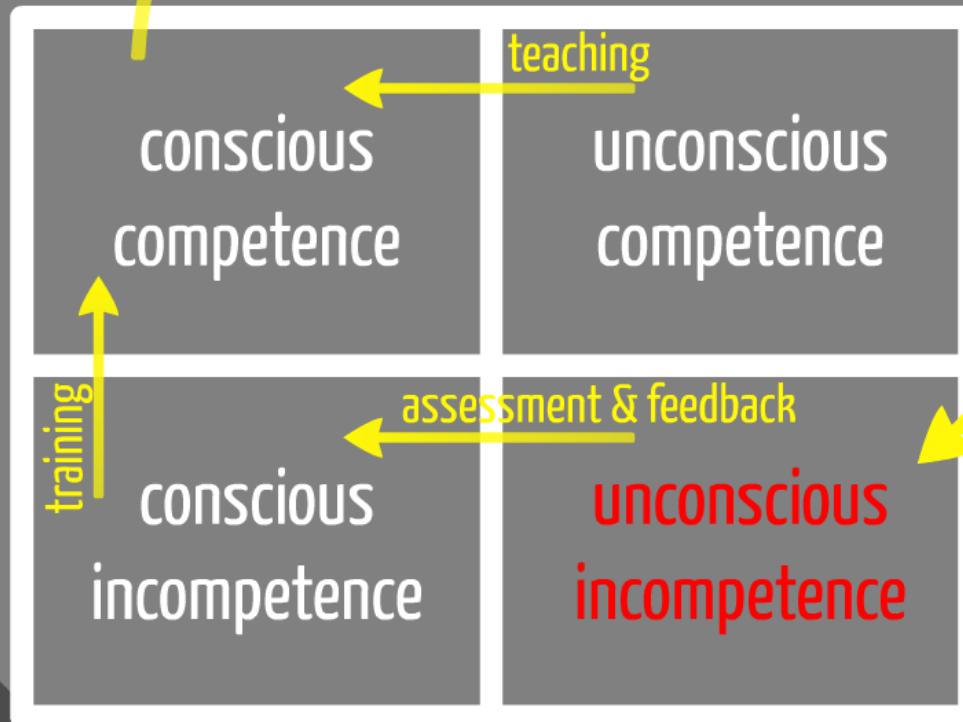 teaching
conscious
competence
unconscious
competence
training
assessment & feedback
conscious
incompetence
unconscious
incompetence